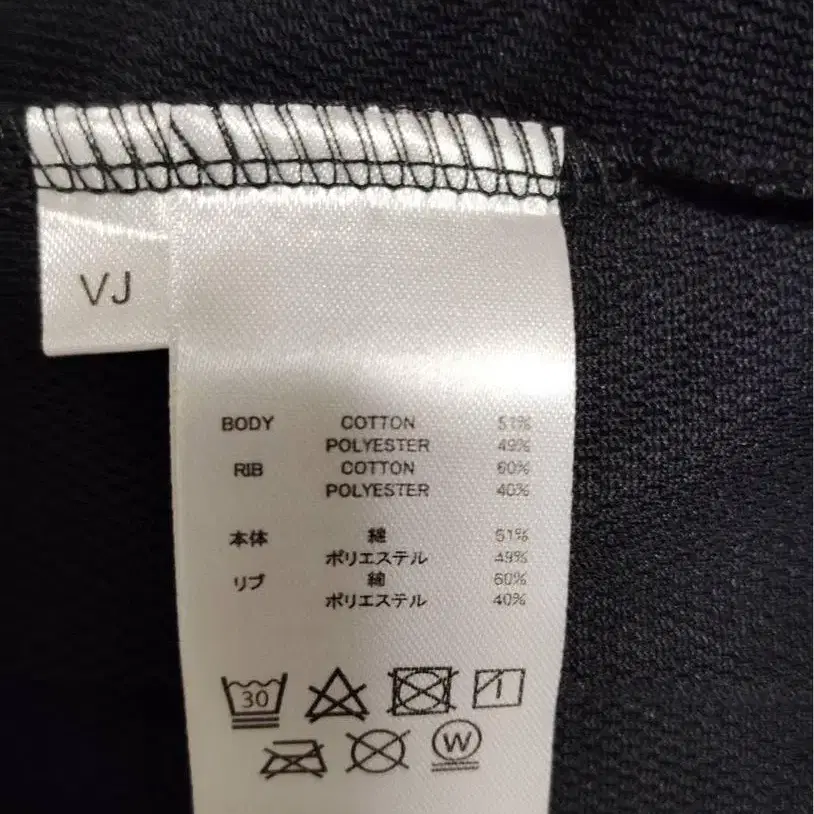 VJ
BODY COTTON 51%
POLYESTER 49%
RIB COTTON 60%
POLYESTER 40%
本体 綿 51%
ポリエステル 49%
リブ 綿 60%
ポリエステル 40%
30
W